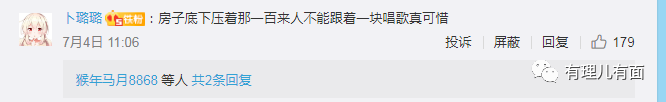 卜璐璐：房子底下压着那一百来人不能跟着一块唱歌真可惜
7月4日 11:06 投诉 屏蔽 回复 179
猴年马月8868 等人 共2条回复
有理儿有面